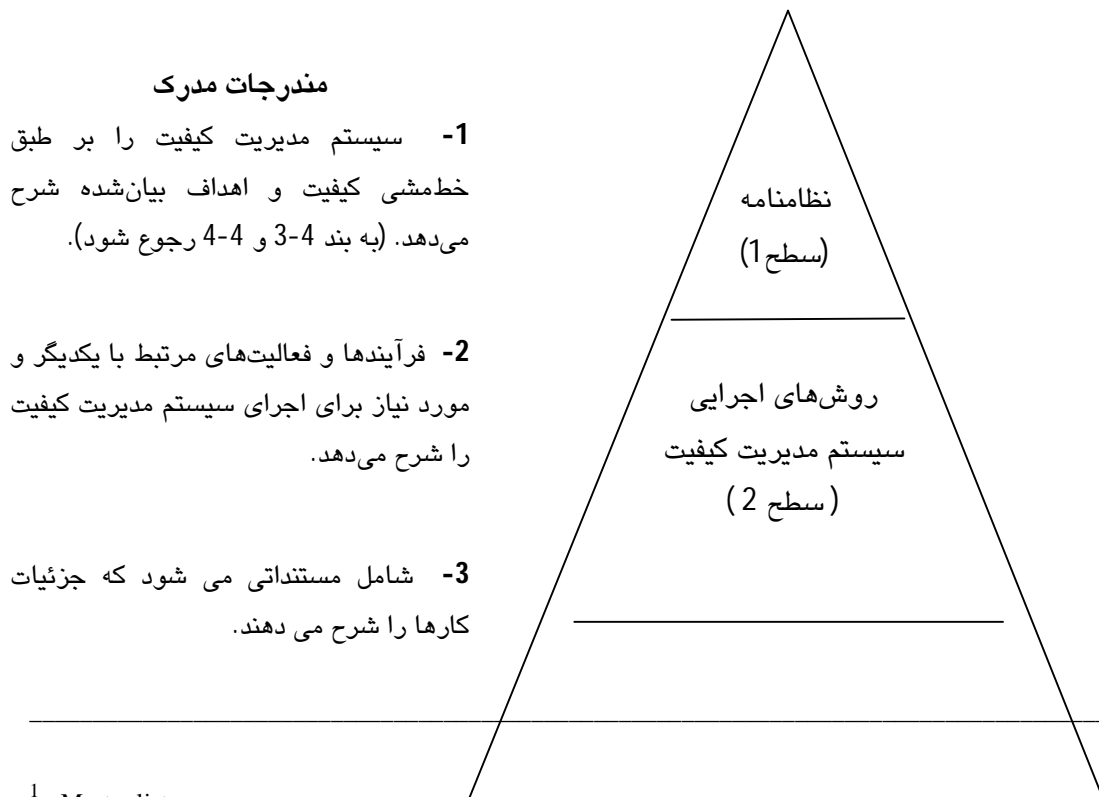 مندرجات مدرک
1- سیستم مدیریت کیفیت را بر طبق
خط‌مشی کیفیت و اهداف بیان‌شده شرح
می‌دهد. (به بند 4-3 و 4-4 رجوع شود).
2- فرآیندها و فعالیت‌های مرتبط با یکدیگر و
مورد نیاز برای اجرای سیستم مدیریت کیفیت
را شرح می‌دهد.
3- شامل مستنداتی می شود که جزئیات
کارها را شرح می دهند.
نظامنامه
(سطح1)
روش‌های اجرایی
سیستم مدیریت کیفیت
( سطح 2 )
1